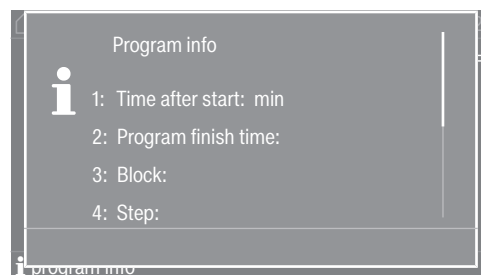 Program info
1: Time after start: min
2: Program finish time:
3: Block:
4: Step:
program info